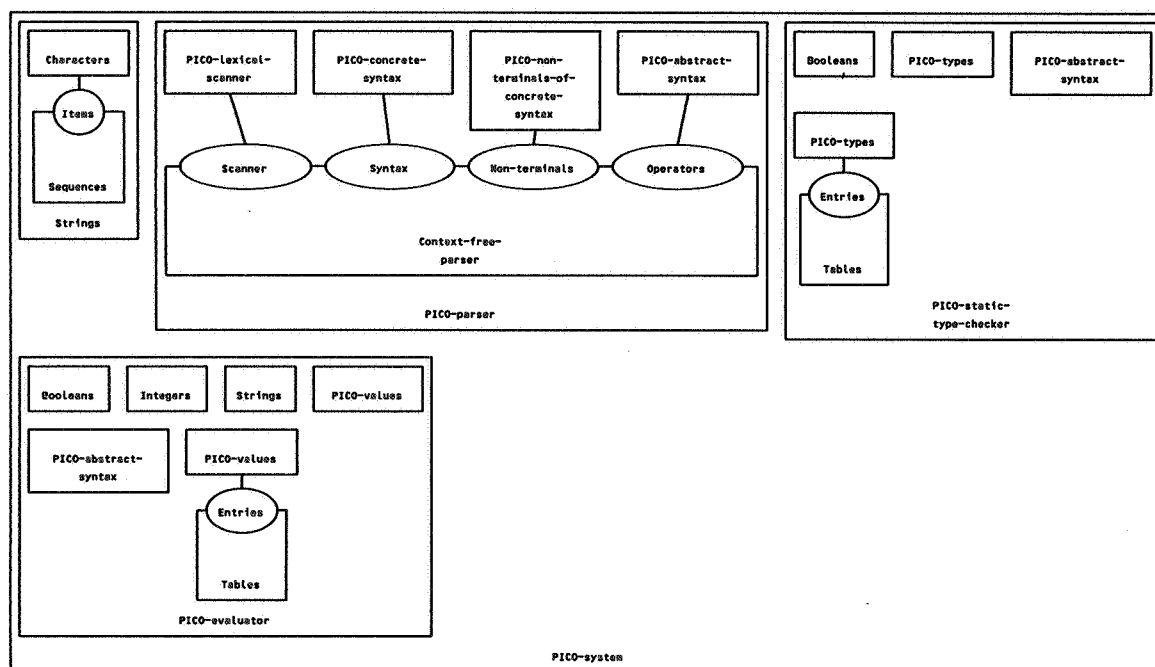 Characters
Items
Sequences
Strings
PICO-lexical-
scanner
PICO-concrete-
syntax
PICO-non-
terminals-of-
concrete-
syntax
PICO-abstract-
syntax
Scanner
Syntax
Non-terminals
Operators
Context-free-
parser
PICO-parser
Booleans
PICO-types
PICO-abstract-
syntax
PICO-types
Entries
Tables
PICO-static-
type-checker
Booleans
Integers
Strings
PICO-values
PICO-abstract-
syntax
PICO-values
Entries
Tables
PICO-evaluator
PICO-system